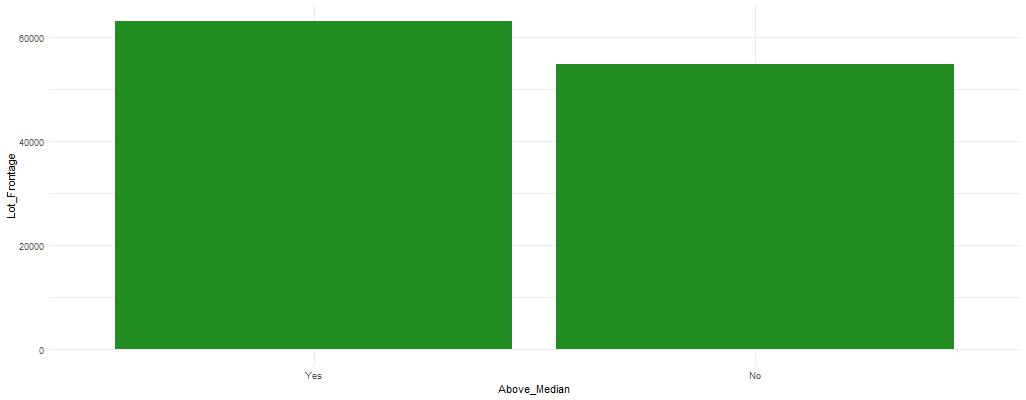 60000
40000
20000
0
Lot_Frontage
Yes
No
Above_Median